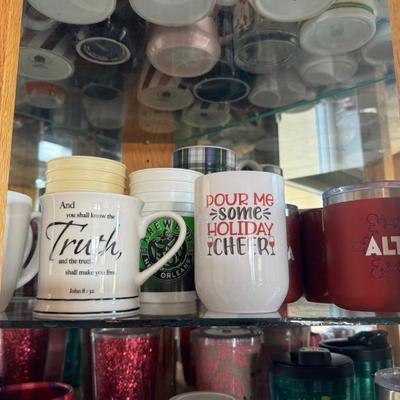 And
you shall know the
Truth,
and the truth
shall make you free.
John 8:32
NEW
ORLEANS
POUR ME
Some
HOLIDAY
CHEER
ALT